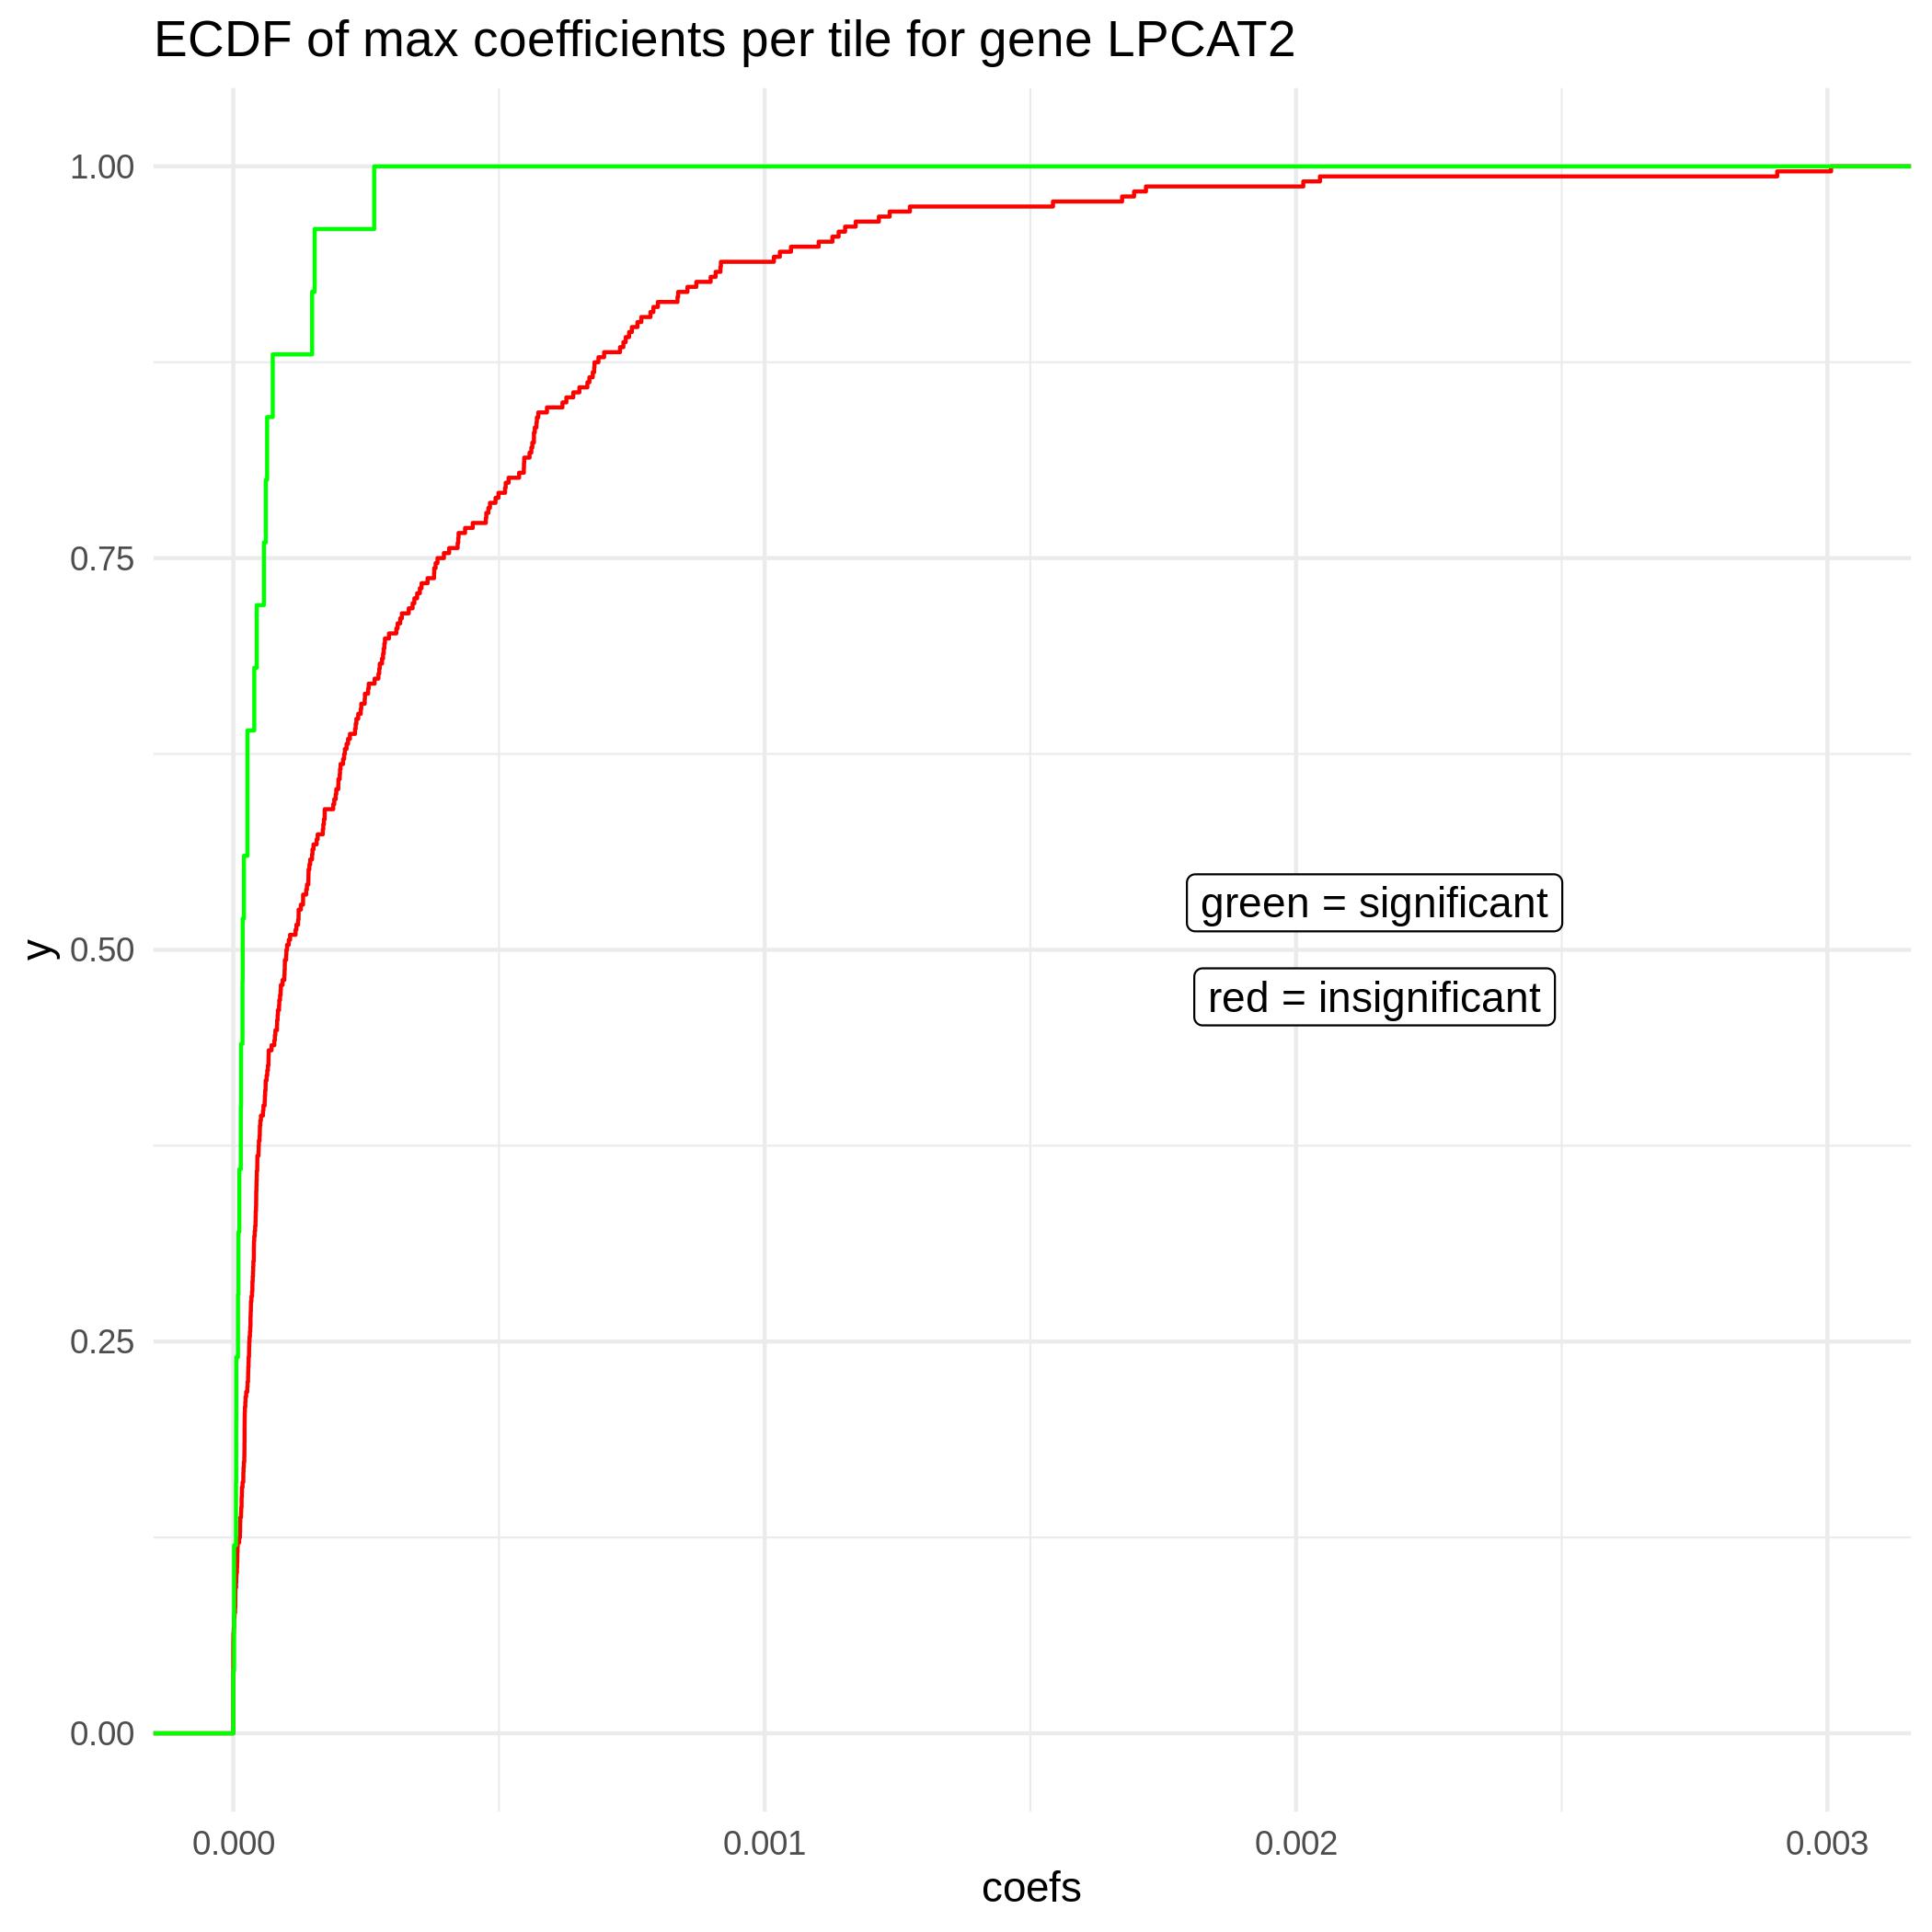 ECDF of max coefficients per tile for gene LPCAT2
1.00
0.75
0.50
0.25
0.00
y
green = significant
red = insignificant
0.000 0.001 0.002 0.003
coefs